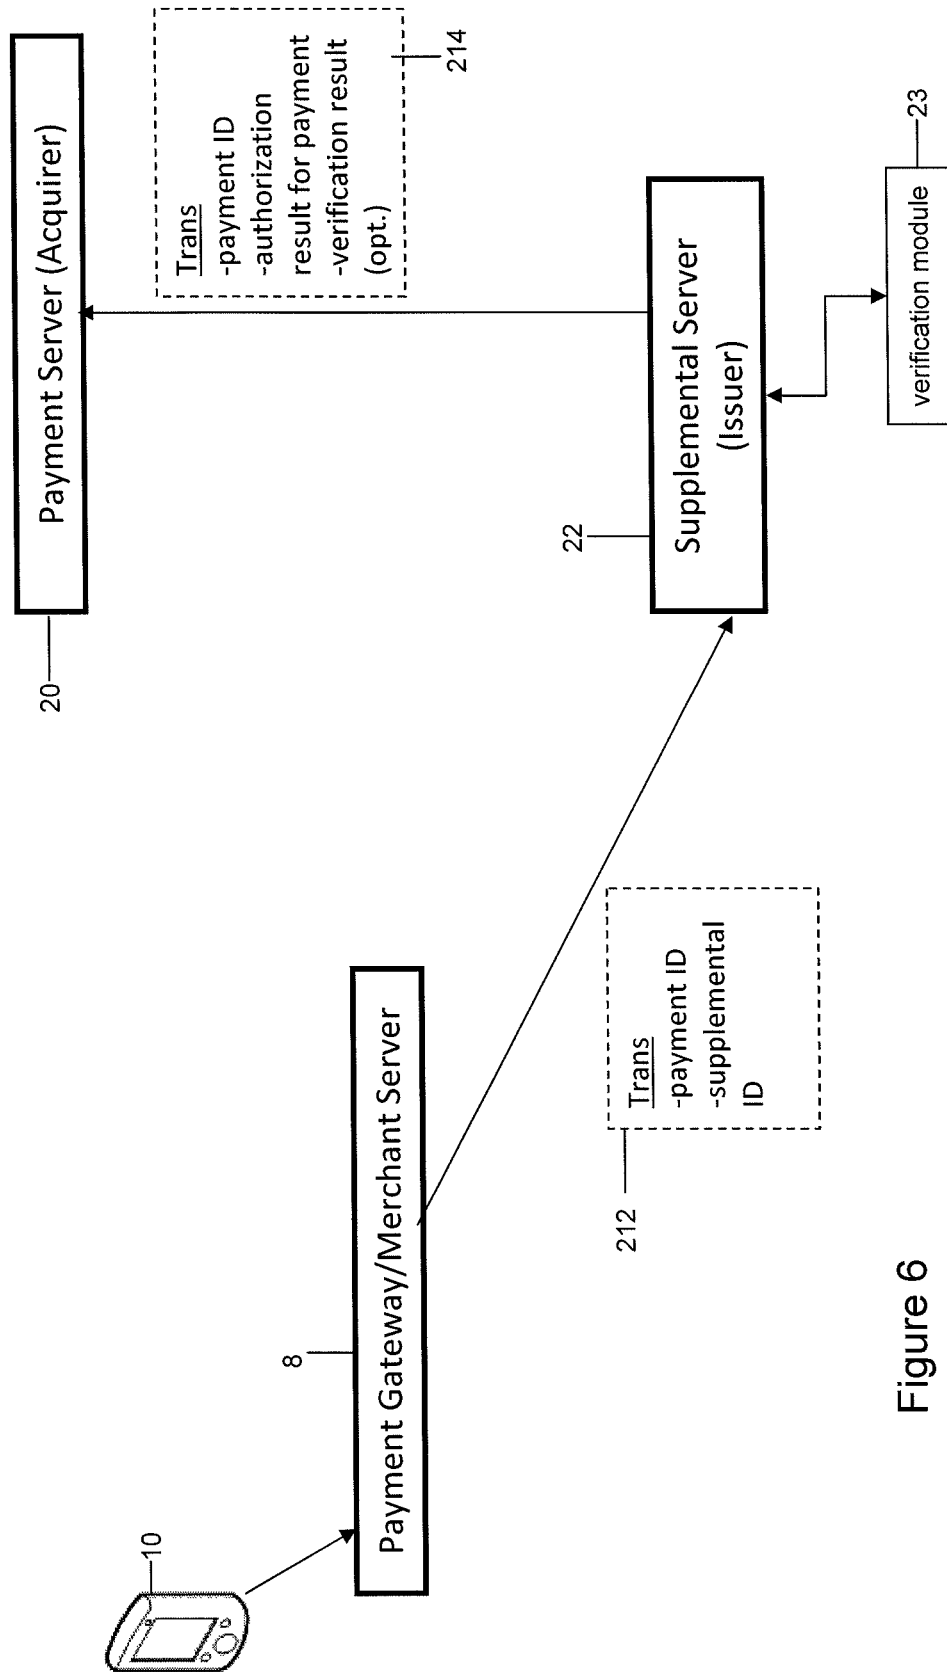 10
8
Payment Gateway/Merchant Server
20
Payment Server (Acquirer)
Trans
-payment ID
-authorization
result for payment
-verification result
(opt.)
214
22
Supplemental Server
(Issuer)
23
verification module
212
Trans
-payment ID
-supplemental
ID
Figure 6